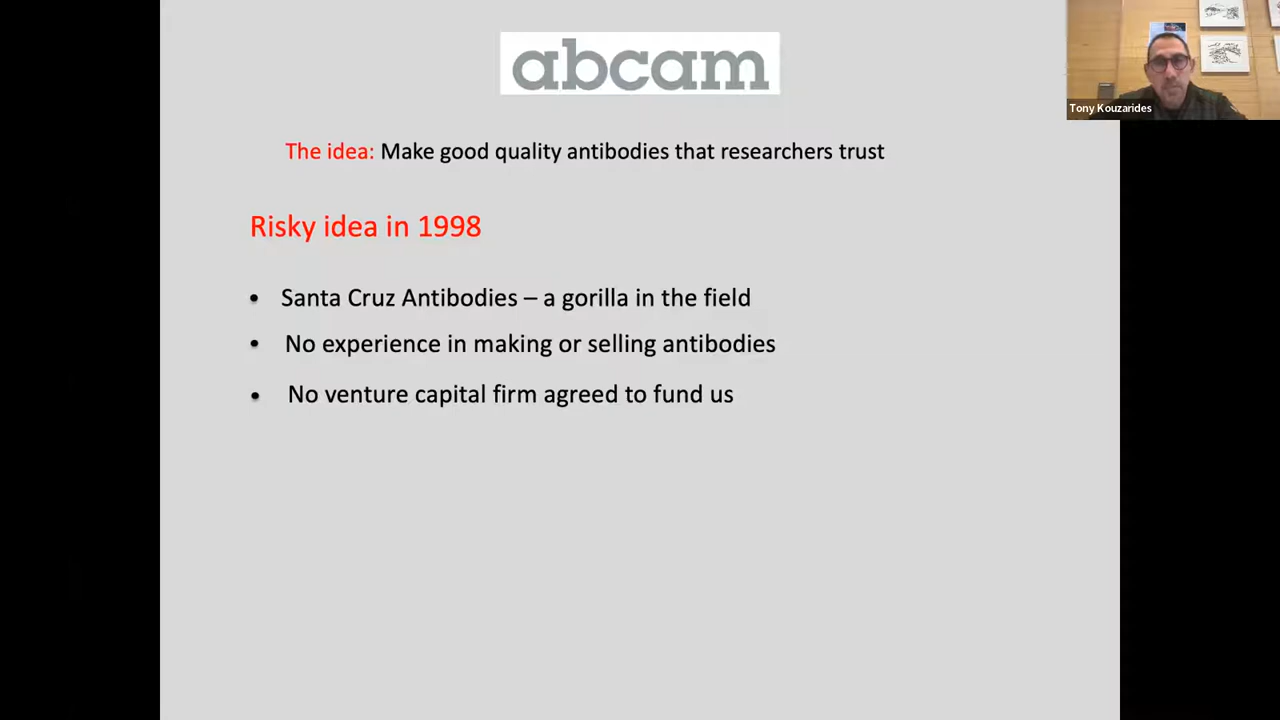 abcam
Tony Kouzarides
The idea: Make good quality antibodies that researchers trust
Risky idea in 1998
• Santa Cruz Antibodies – a gorilla in the field
• No experience in making or selling antibodies
• No venture capital firm agreed to fund us